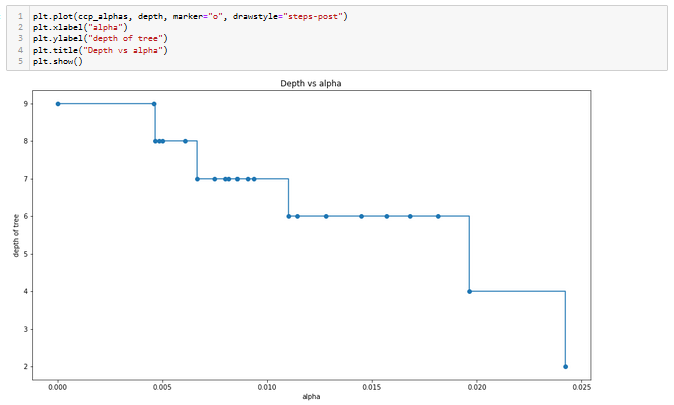 1 plt.plot(ccp_alphas, depth, marker="o", drawstyle="steps-post")
2 plt.xlabel("alpha")
3 plt.ylabel("depth of tree")
4 plt.title("Depth vs alpha")
5 plt.show()
Depth vs alpha
9
8
7
6
5
4
3
2
depth of tree
0.000 0.005 0.010 0.015 0.020 0.025
alpha